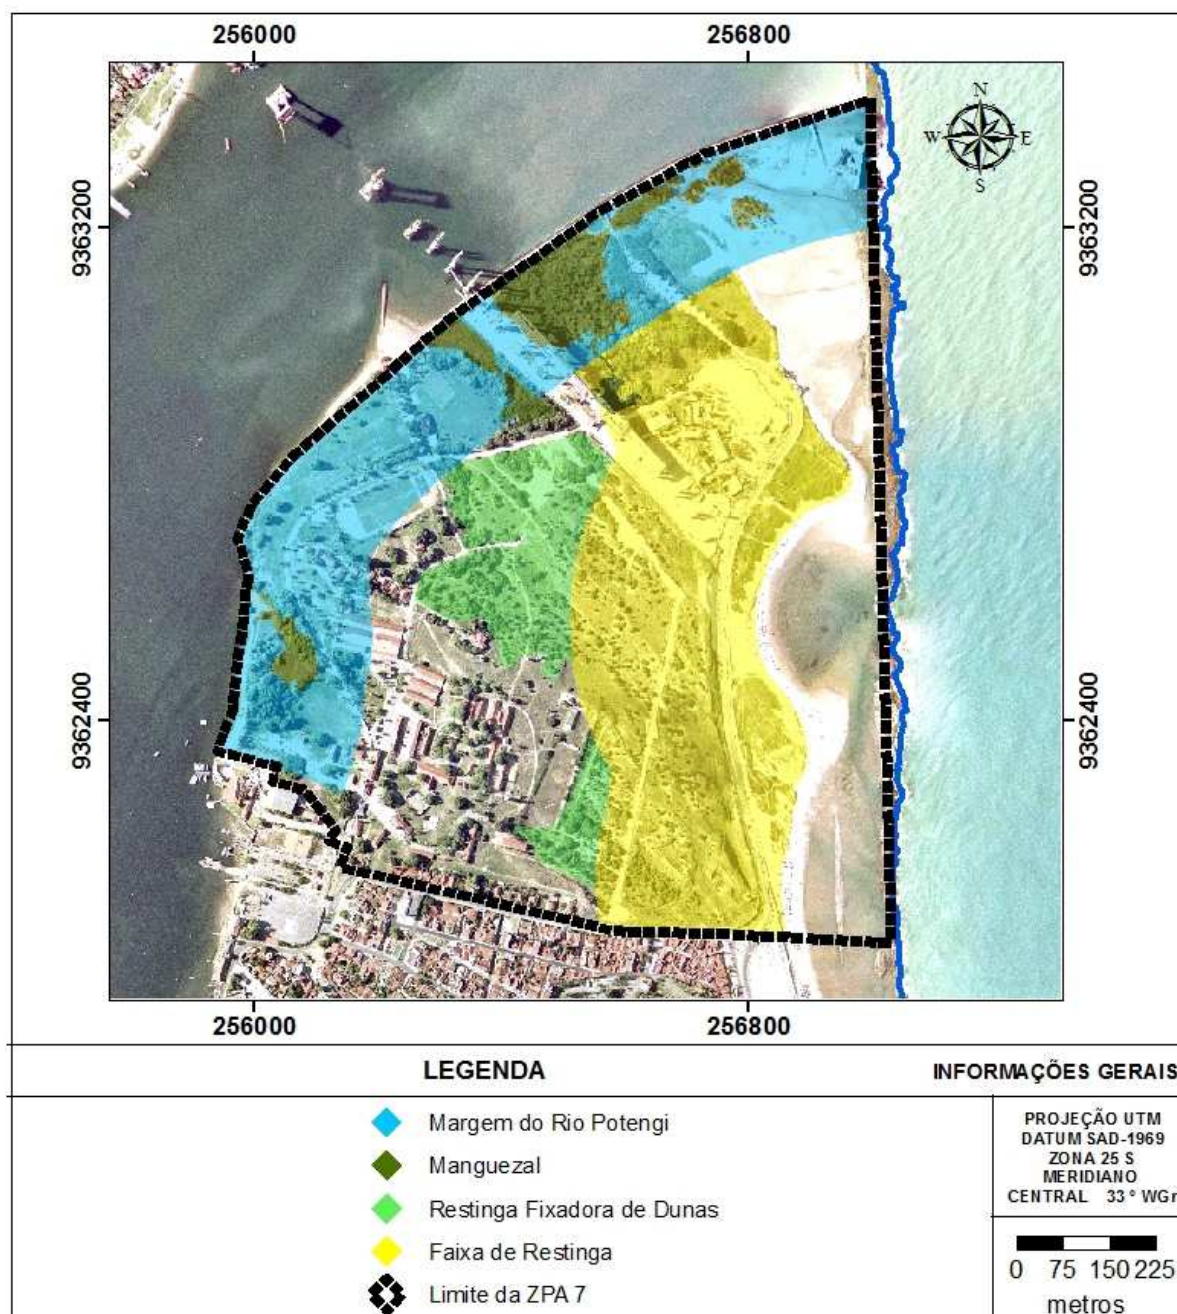 256000 256800
N
W E
S
9363200 9363200
9362400 9362400
256000 256800
LEGENDA
INFORMAÇÕES GERAIS
Margem do Rio Potengi
Manguezal
Restinga Fixadora de Dunas
Faixa de Restinga
Limite da ZPA 7
PROJEÇÃO UTM
DATUM SAD-1969
ZONA 25 S
MERIDIANO
CENTRAL 33 º WGr
0 75 150 225
metros